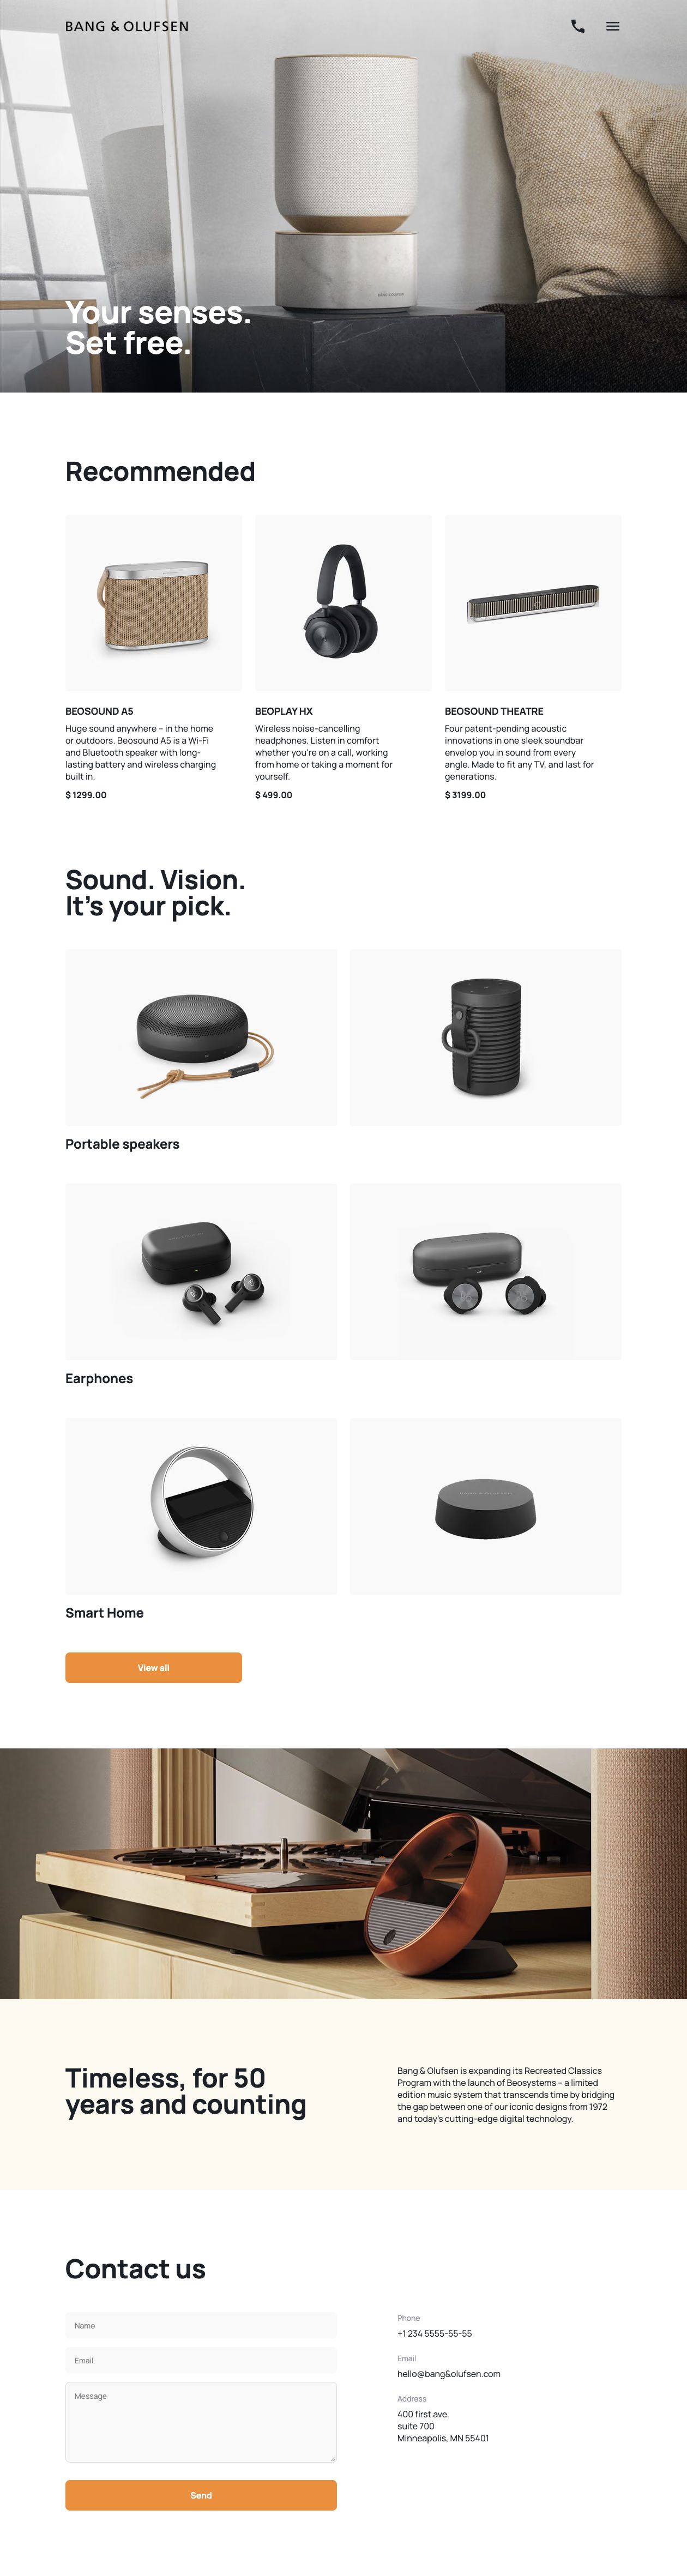 BANG & OLUFSEN
BANG & OLUFSEN
Your senses.
Set free.
Recommended
BEOSOUND A5
Huge sound anywhere – in the home
or outdoors. Beosound A5 is a Wi-Fi
and Bluetooth speaker with long-
lasting battery and wireless charging
built in.
$ 1299.00
BEOPLAY HX
Wireless noise-cancelling
headphones. Listen in comfort
whether you're on a call, working
from home or taking a moment for
yourself.
$ 499.00
BEOSOUND THEATRE
Four patent-pending acoustic
innovations in one sleek soundbar
envelop you in sound from every
angle. Made to fit any TV, and last for
generations.
$ 3199.00
Sound. Vision.
It’s your pick.
Portable speakers
Earphones
BANG & OLUFSEN
Smart Home
View all
Timeless, for 50
years and counting
Bang & Olufsen is expanding its Recreated Classics
Program with the launch of Beosystems – a limited
edition music system that transcends time by bridging
the gap between one of our iconic designs from 1972
and today’s cutting-edge digital technology.
Contact us
Name
Email
Message
Send
Phone
+1 234 5555-55-55
Email
hello@bang&olufsen.com
Address
400 first ave.
suite 700
Minneapolis, MN 55401